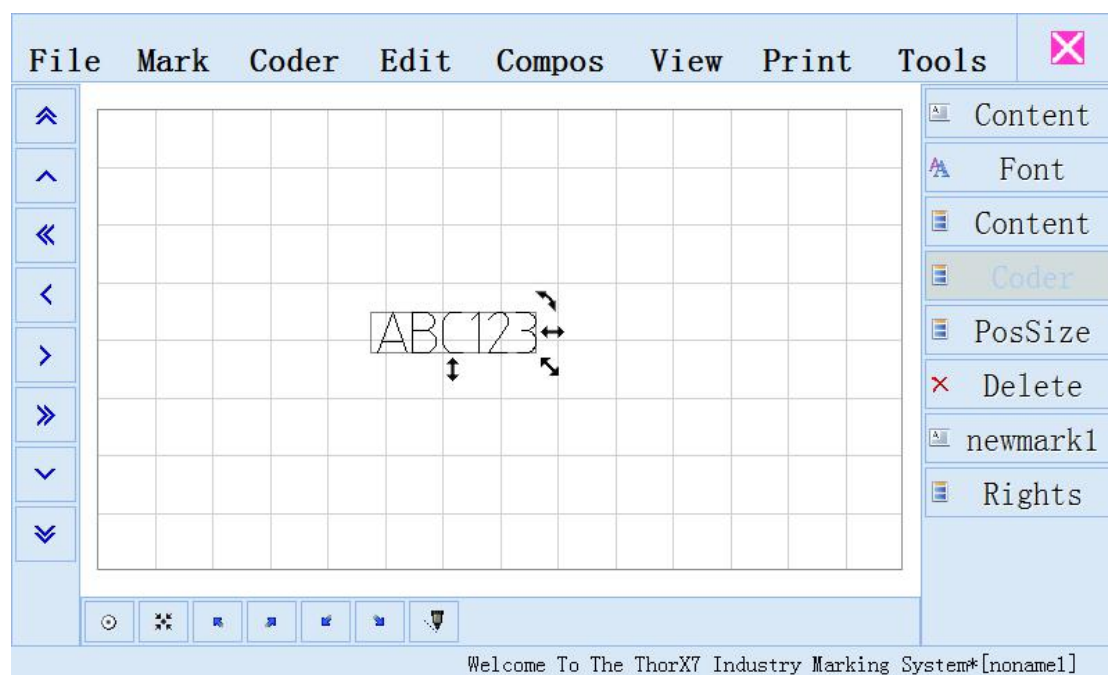 File Mark Coder Edit Compos View Print Tools
Content
Font
Content
Coder
PosSize
Delete
newmark1
Rights
ABC123
Welcome To The ThorX7 Industry Marking System*[noname1]